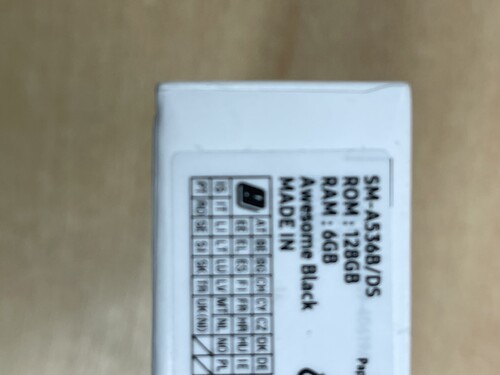 SM-A536B/DS
ROM : 128GB
RAM : 6GB
Awesome Black
MADE IN
Pap
AT BE BG CH CY CZ DK DE
EE EL ES FI FR HR HU IE
IS IT LI LT LU LV MT NL NO PL
PT RO SE SI SK TR UK(NI)